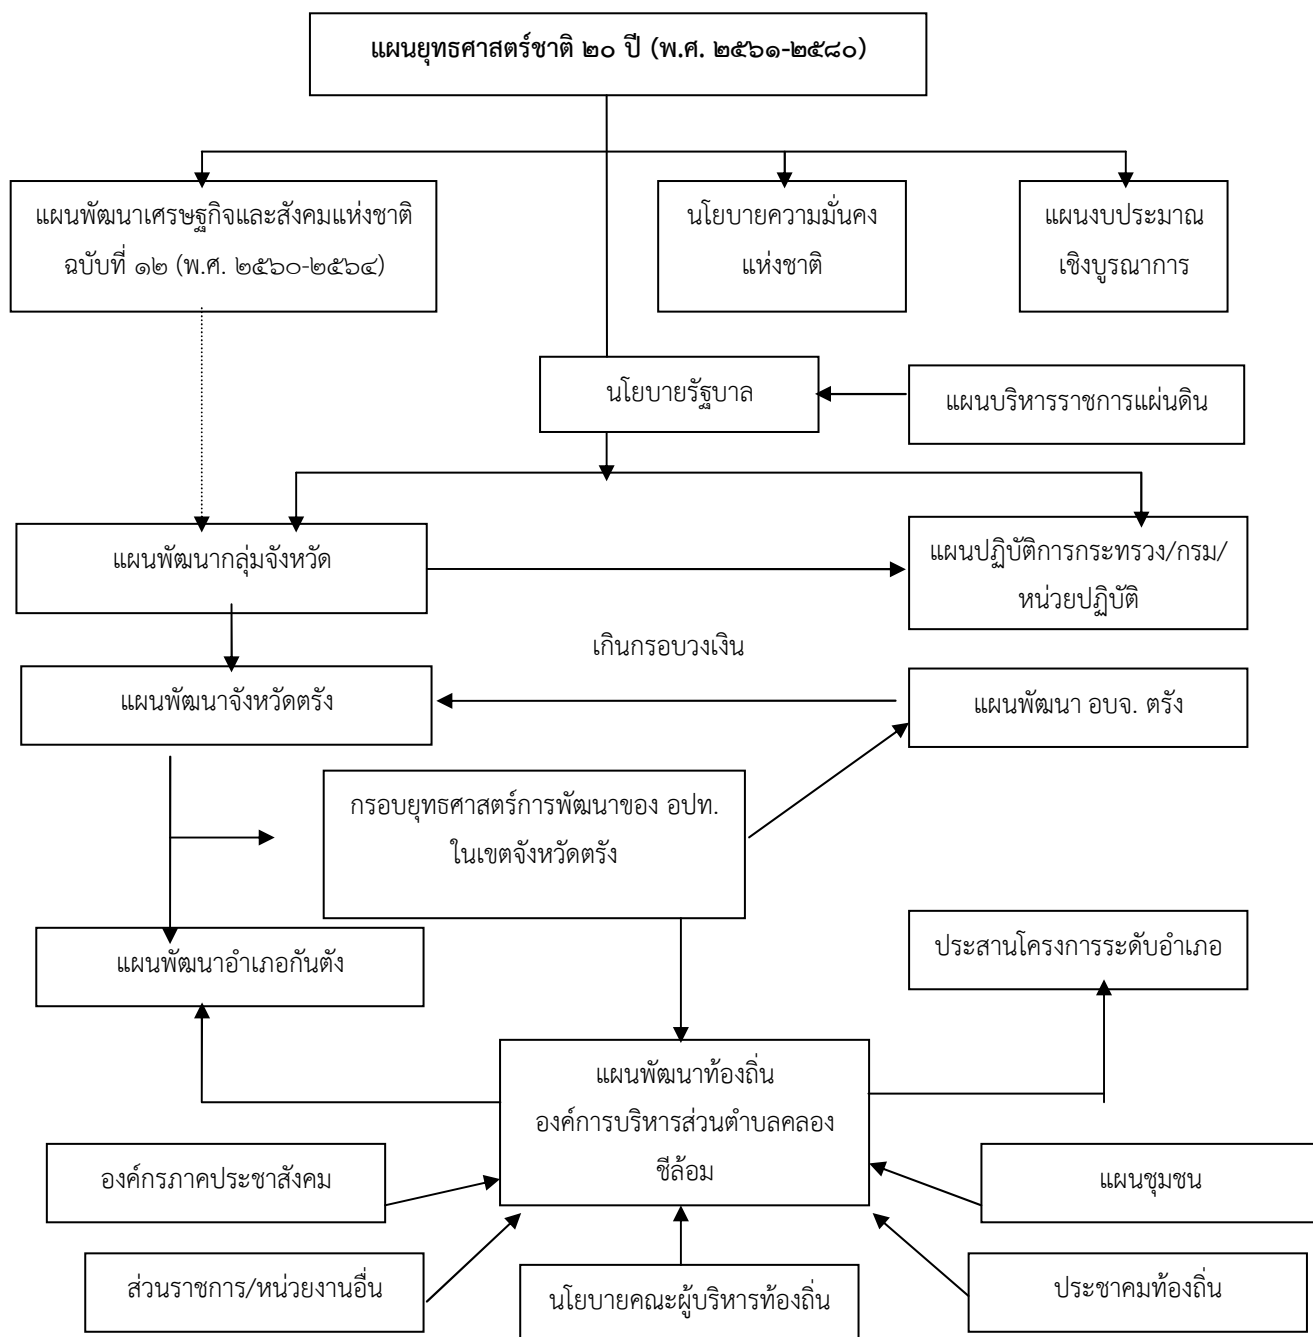 แผนยุทธศาสตร์ชาติ ๒๐ ปี (พ.ศ. ๒๕๖๑-๒๕๘๐)
แผนพัฒนาเศรษฐกิจและสังคมแห่งชาติ
ฉบับที่ ๑๒ (พ.ศ. ๒๕๖๐-๒๕๖๔)
นโยบายความมั่นคง
แห่งชาติ
แผนงบประมาณ
เชิงบูรณาการ
นโยบายรัฐบาล
แผนบริหารราชการแผ่นดิน
แผนพัฒนากลุ่มจังหวัด
แผนปฏิบัติการกระทรวง/กรม/
หน่วยปฏิบัติ
เกินกรอบวงเงิน
แผนพัฒนาจังหวัดตรัง
แผนพัฒนา อบจ. ตรัง
กรอบยุทธศาสตร์การพัฒนาของ อปท.
ในเขตจังหวัดตรัง
แผนพัฒนาอำเภอกันตัง
ประสานโครงการระดับอำเภอ
แผนพัฒนาท้องถิ่น
องค์การบริหารส่วนตำบลคลอง
ชีล้อม
องค์กรภาคประชาสังคม
แผนชุมชน
ส่วนราชการ/หน่วยงานอื่น
นโยบายคณะผู้บริหารท้องถิ่น
ประชาคมท้องถิ่น